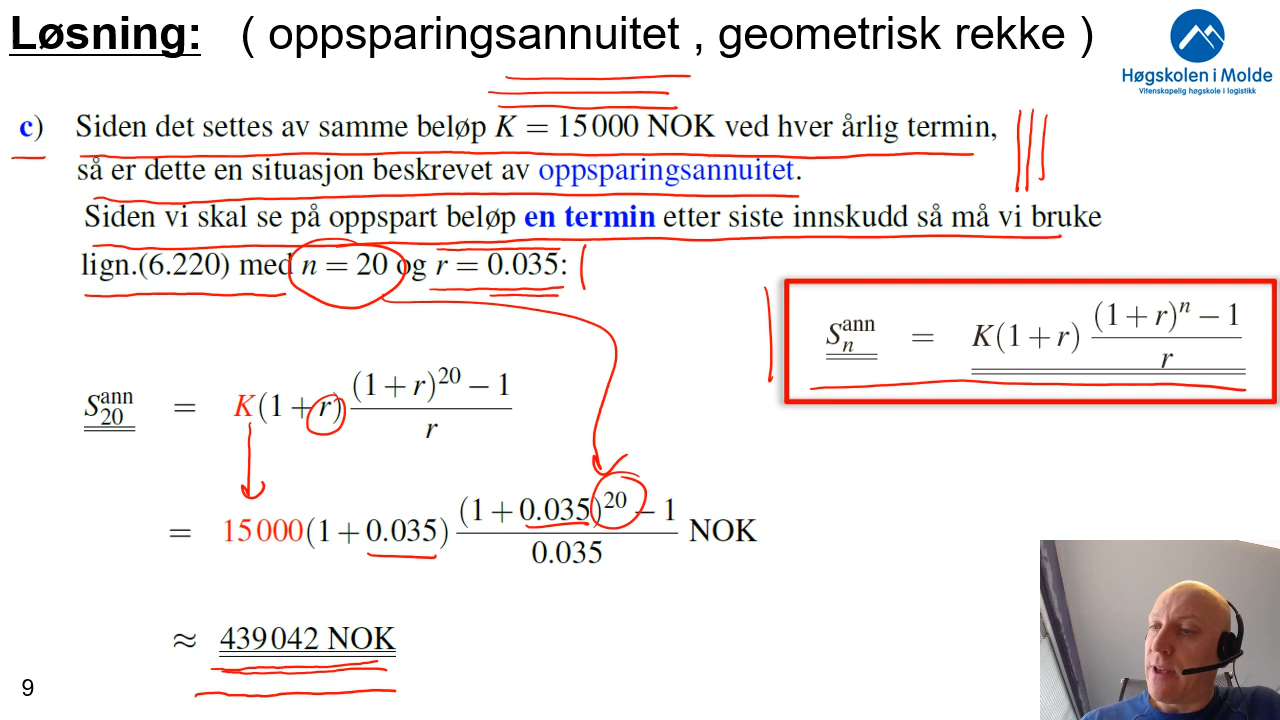 Løsning: ( oppsparingsannuitet , geometrisk rekke )
Høgskolen i Molde
Vitenskapelig høgskole i logistikk
c) Siden det settes av samme beløp K = 15 000 NOK ved hver årlig termin,
så er dette en situasjon beskrevet av oppsparingsannuitet.
Siden vi skal se på oppspart beløp en termin etter siste innskudd så må vi bruke
lign.(6.220) med n = 20 og r = 0.035:
S_n^ann = K(1 + r) ((1 + r)^n − 1)/r
S_20^ann = K(1 + r) ((1 + r)^20 − 1)/r
= 15 000(1 + 0.035) ((1 + 0.035)^20 − 1)/0.035 NOK
≈ 439 042 NOK
9